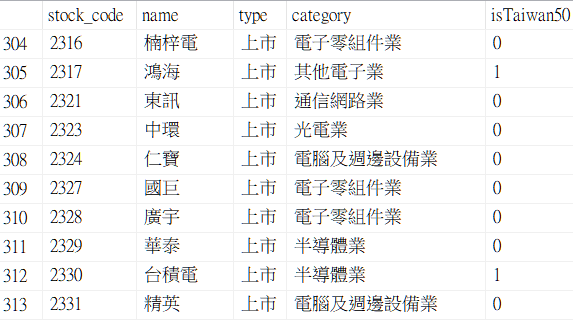 stock_code name type category isTaiwan50
304 2316 楠梓電 上市 電子零組件業 0
305 2317 鴻海 上市 其他電子業 1
306 2321 東訊 上市 通信網路業 0
307 2323 中環 上市 光電業 0
308 2324 仁寶 上市 電腦及週邊設備業 0
309 2327 國巨 上市 電子零組件業 0
310 2328 廣宇 上市 電子零組件業 0
311 2329 華泰 上市 半導體業 0
312 2330 台積電 上市 半導體業 1
313 2331 精英 上市 電腦及週邊設備業 0